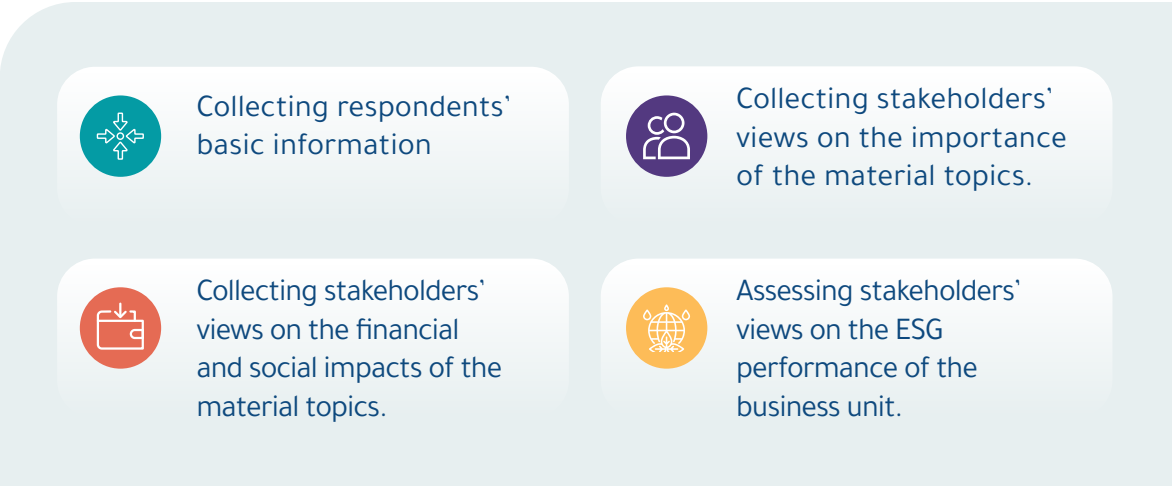 Collecting respondents’
basic information
Collecting stakeholders’
views on the importance
of the material topics.
Collecting stakeholders’
views on the financial
and social impacts of the
material topics.
Assessing stakeholders’
views on the ESG
performance of the
business unit.